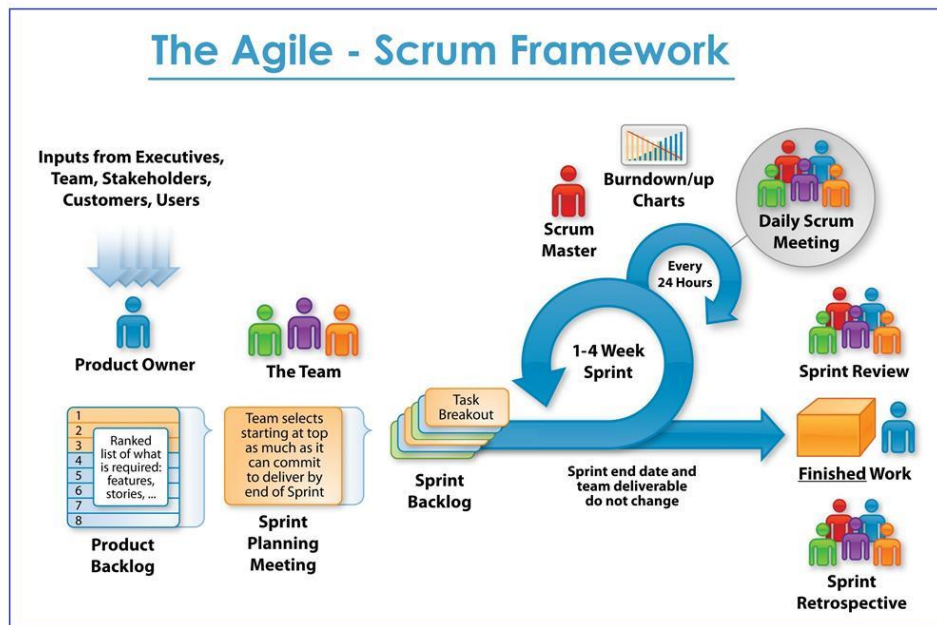 The Agile - Scrum Framework
Inputs from Executives,
Team, Stakeholders,
Customers, Users
Product Owner
The Team
1
2
3
4
5
6
7
8
Ranked
list of what
is required:
features,
stories, ...
Product
Backlog
Team selects
starting at top
as much as it
can commit
to deliver by
end of Sprint
Sprint
Planning
Meeting
Task
Breakout
Sprint
Backlog
Scrum
Master
Burndown/up
Charts
Every
24 Hours
Daily Scrum
Meeting
1-4 Week
Sprint
Sprint end date and
team deliverable
do not change
Sprint Review
Finished Work
Sprint
Retrospective